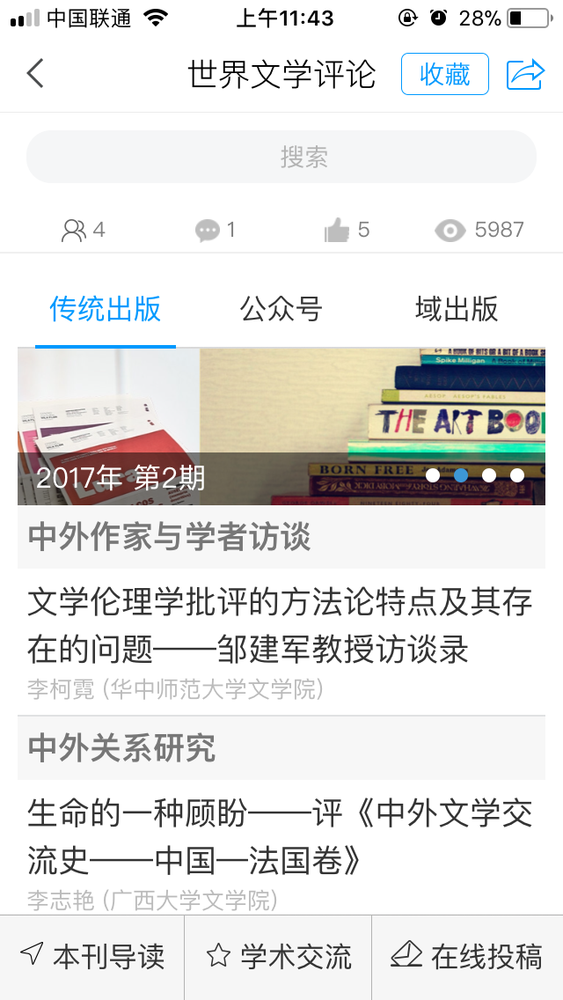 中国联通 上午11:43 28%
世界文学评论 收藏
搜索
4 1 5 5987
传统出版 公众号 域出版
Spike Milligan
AESOP'S FABLES
THE ART BOO
BORN FREE
2017年 第2期
中外作家与学者访谈
文学伦理学批评的方法论特点及其存
在的问题——邹建军教授访谈录
李柯霓 (华中师范大学文学院)
中外关系研究
生命的一种顾盼——评《中外文学交
流史——中国—法国卷》
李志艳 (广西大学文学院)
本刊导读 学术交流 在线投稿